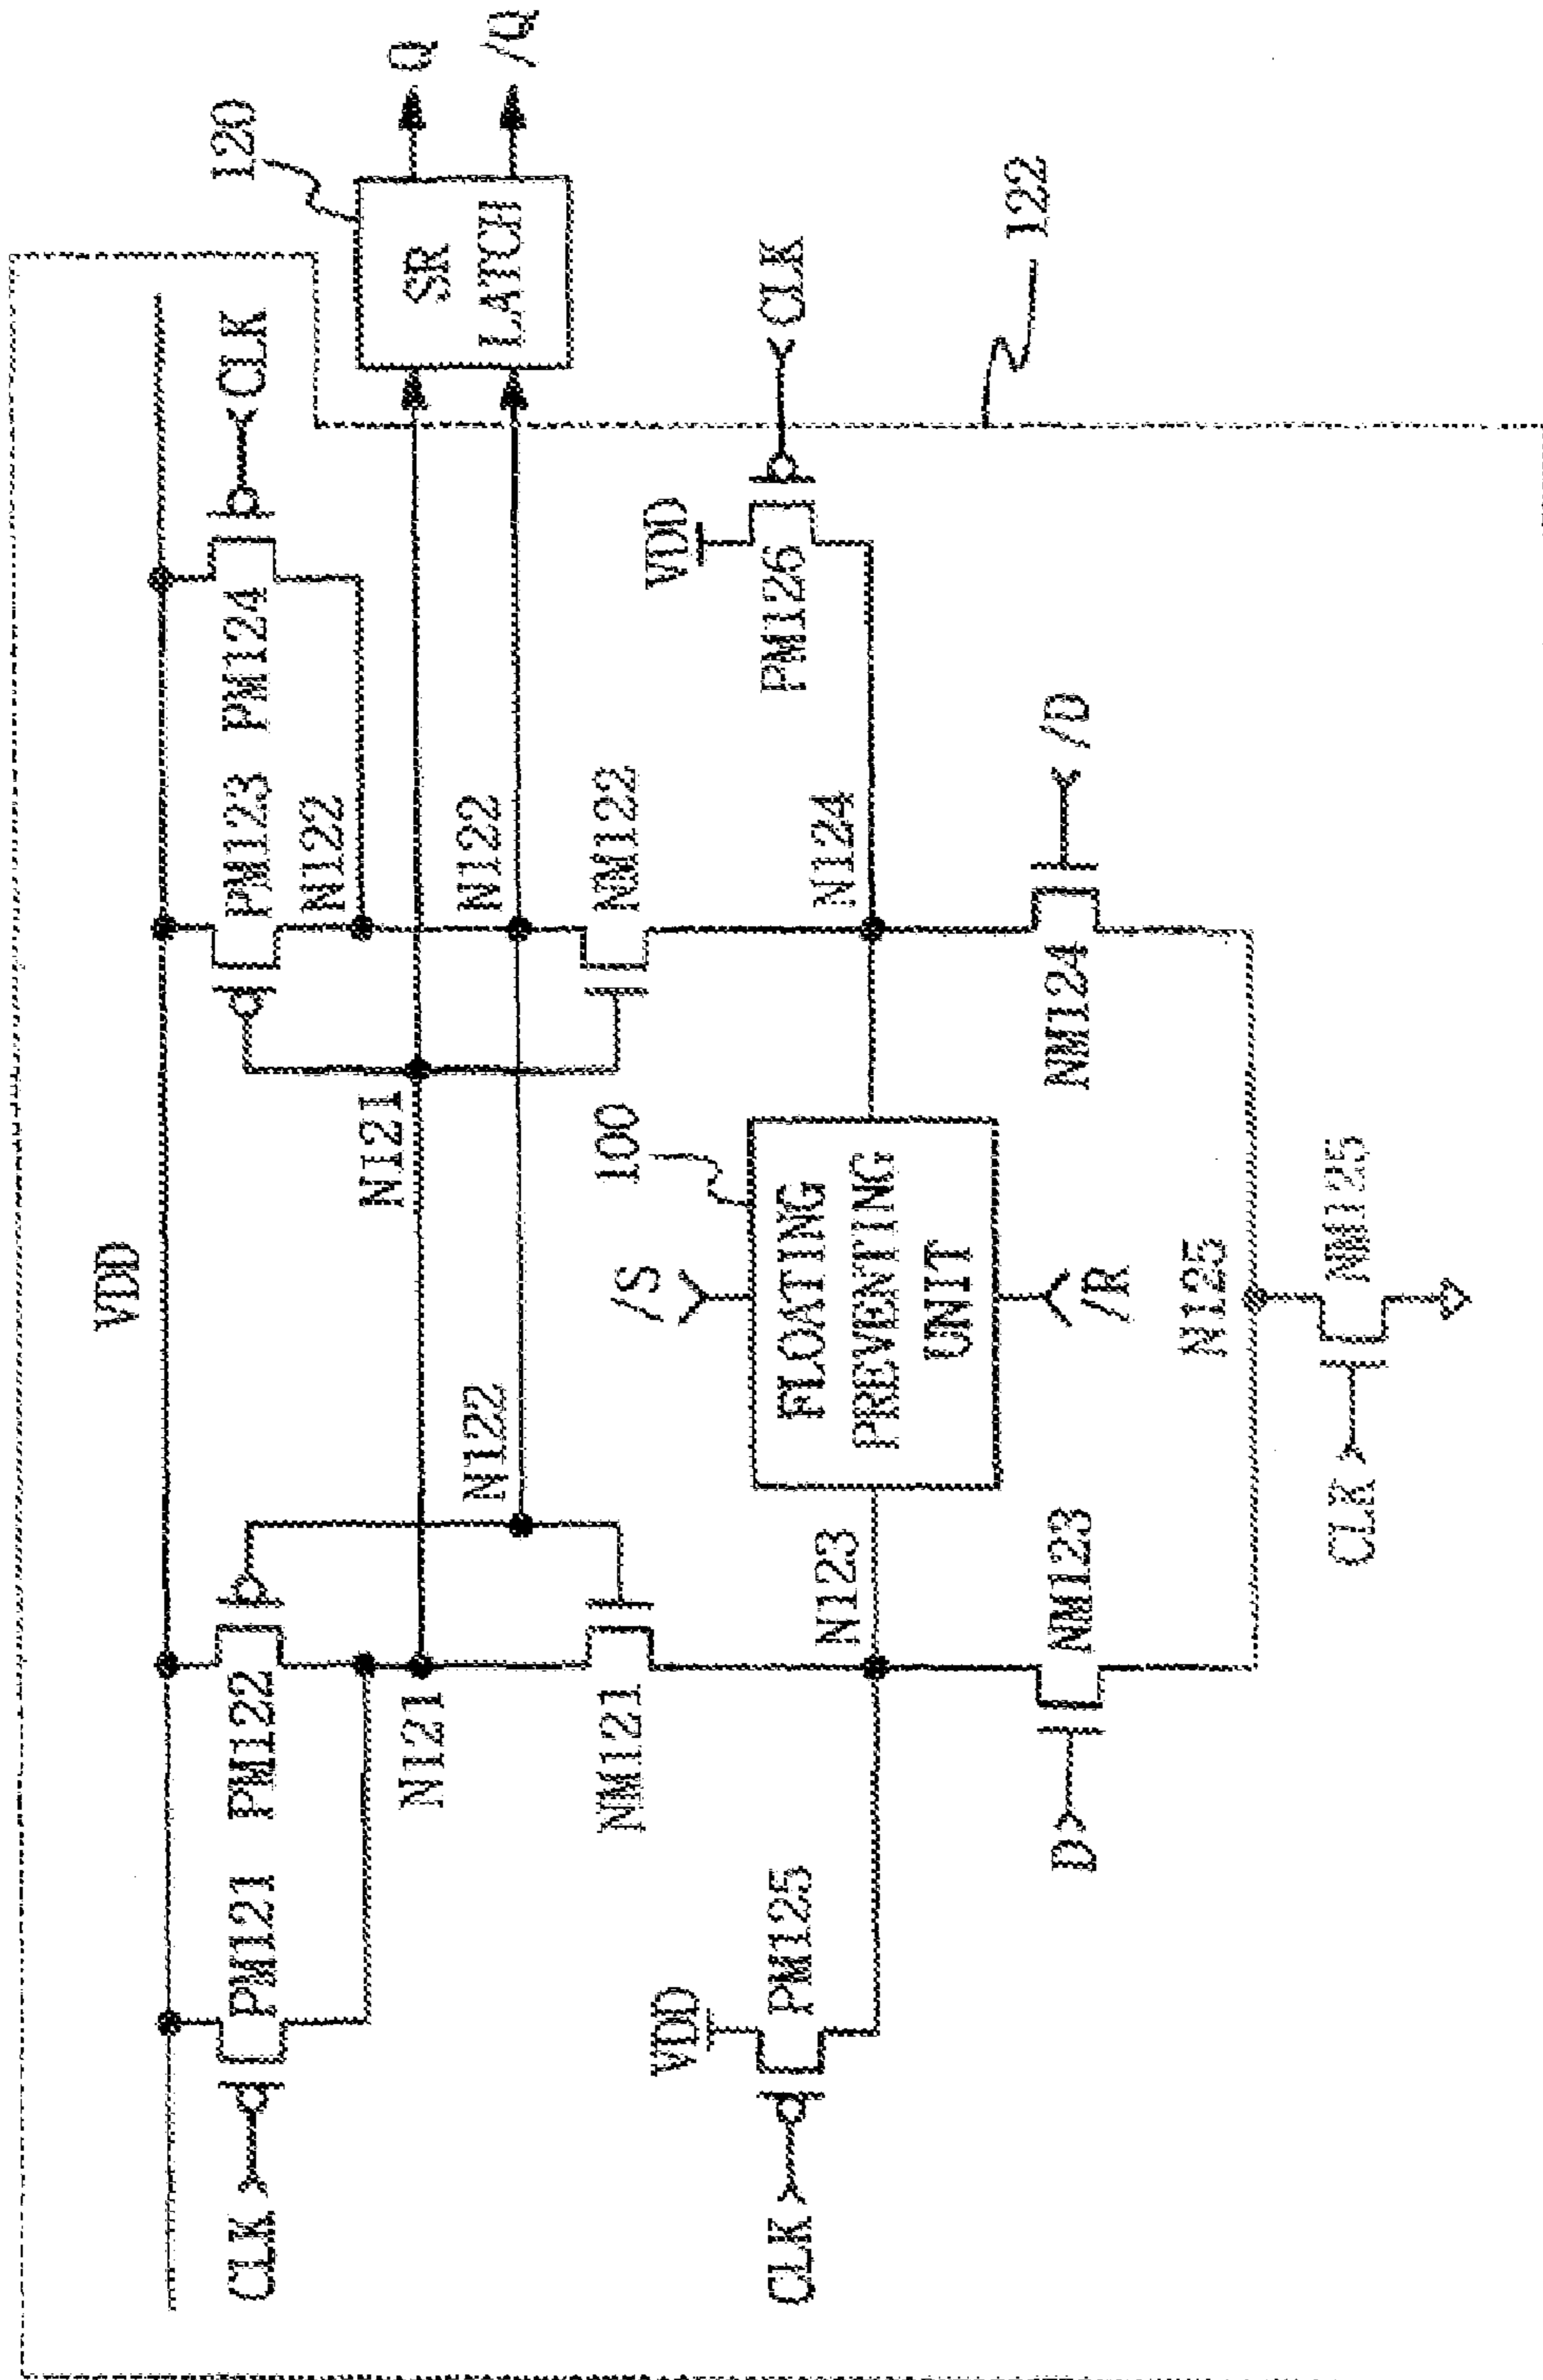 VDD
CLK
PM121
PM122
PM123
PM124
CLK
N122
120
Q
/Q
SR
LATCH
N121
N121
N122
N122
NM121
NM122
VDD
CLK
PM125
/S
100
FLOATING
PREVENTING
UNIT
/R
VDD
PM126
CLK
N123
N124
122
D
NM123
NM124
/D
N125
CLK
NM125